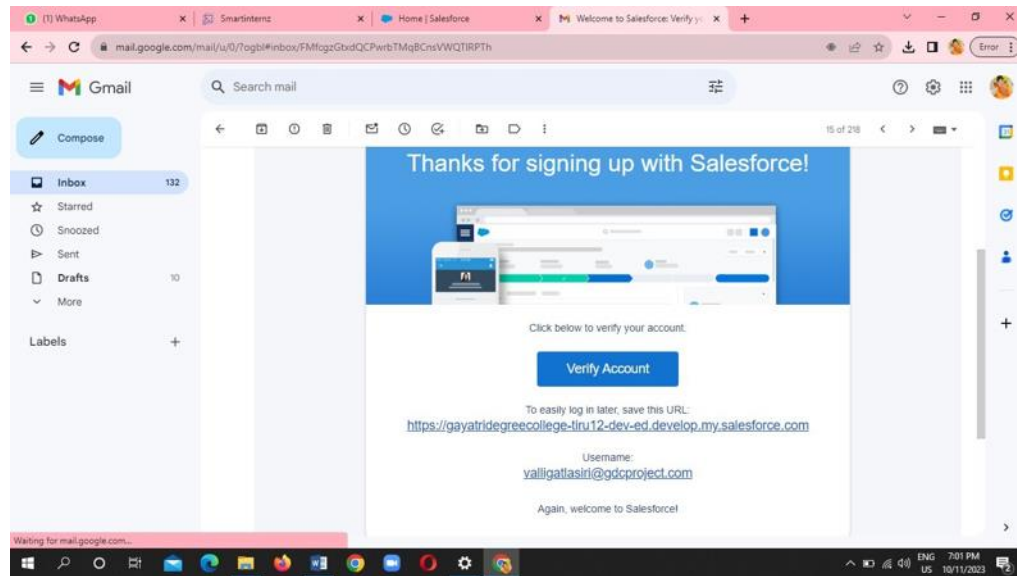 (1) WhatsApp
Smartinternz
Home | Salesforce
Welcome to Salesforce: Verify yo
mail.google.com/mail/u/0/?ogbl#inbox/FMfcgzGtxdQCPwrbTMqBCnsVWQTlRPTh
Error
Gmail
Search mail
Compose
15 of 218
Inbox 132
Starred
Snoozed
Sent
Drafts 10
More
Labels
Thanks for signing up with Salesforce!
Click below to verify your account.
Verify Account
To easily log in later, save this URL:
https://gayatridegreecollege-tiru12-dev-ed.develop.my.salesforce.com
Username:
valligatlasiri@gdcproject.com
Again, welcome to Salesforce!
Waiting for mail.google.com...
ENG 7:01 PM
US 10/11/2023